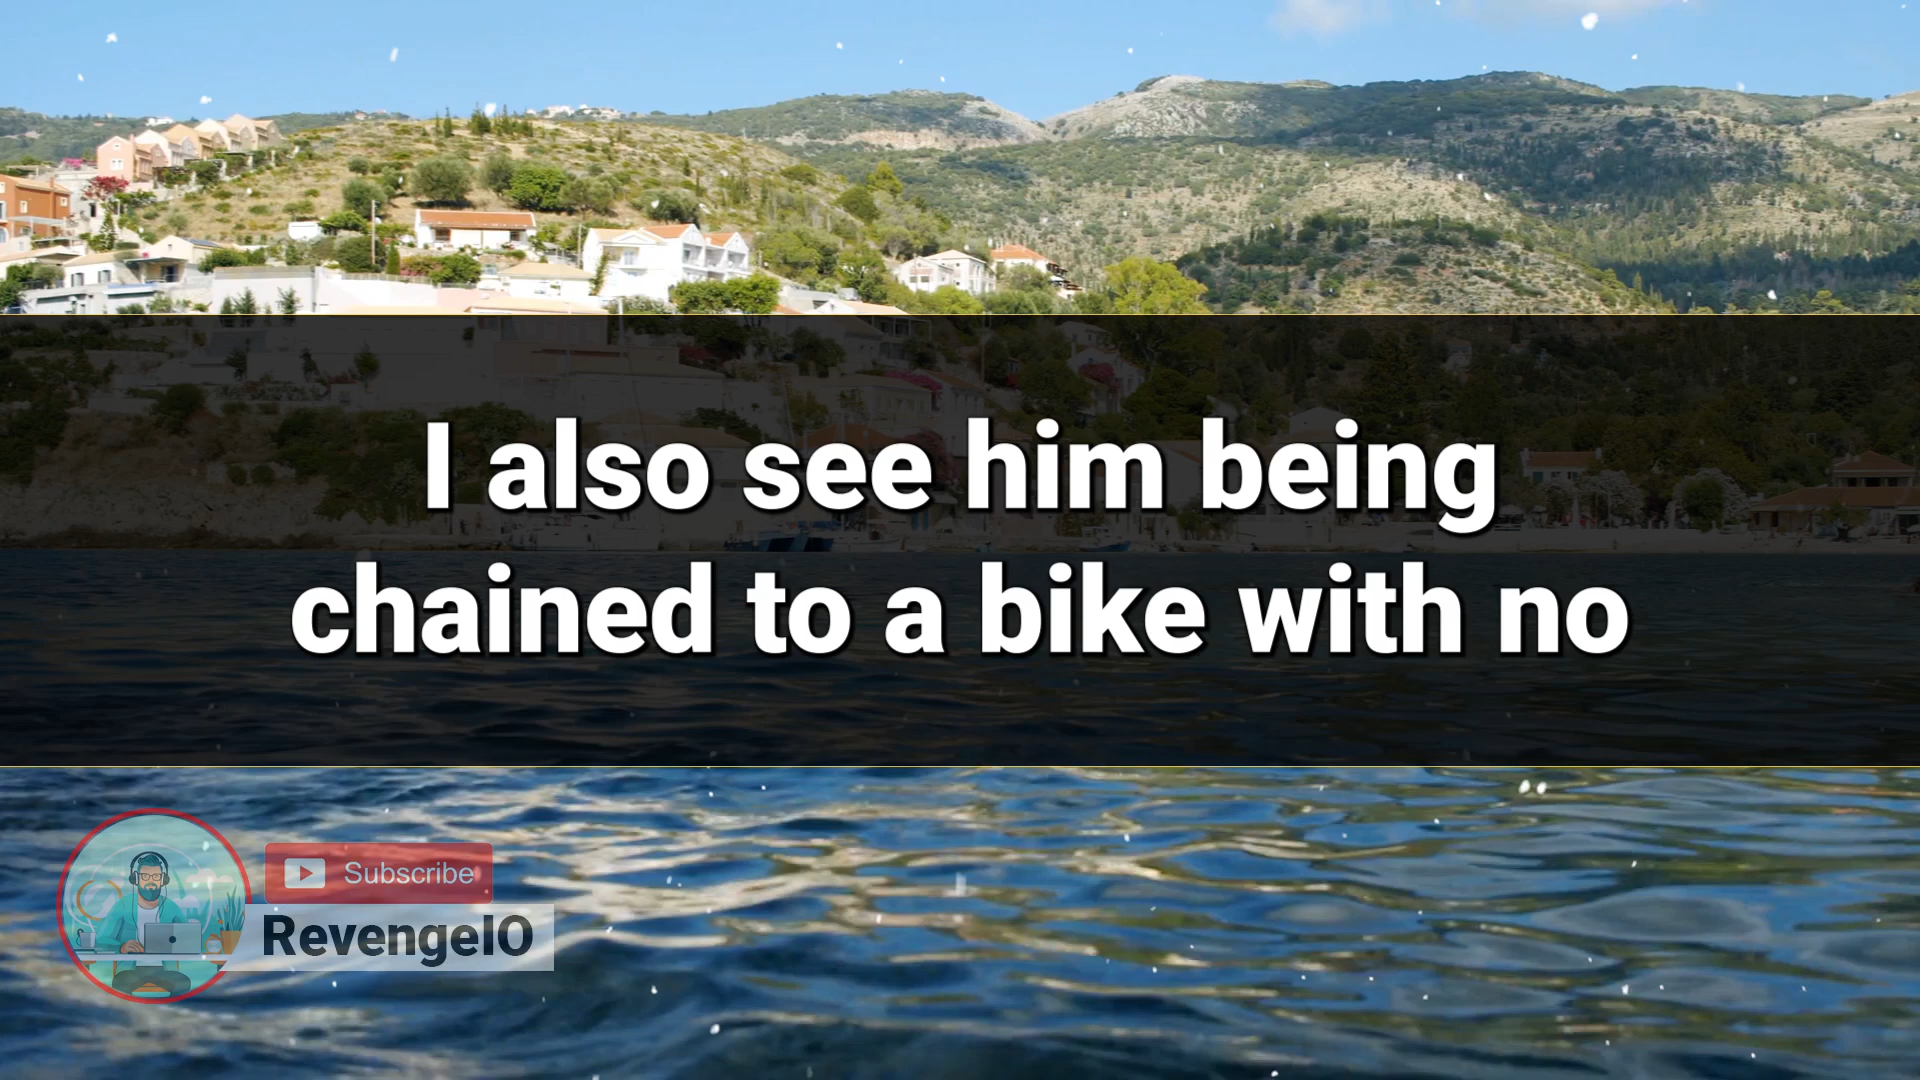 I also see him being
chained to a bike with no
Subscribe
RevengeIO